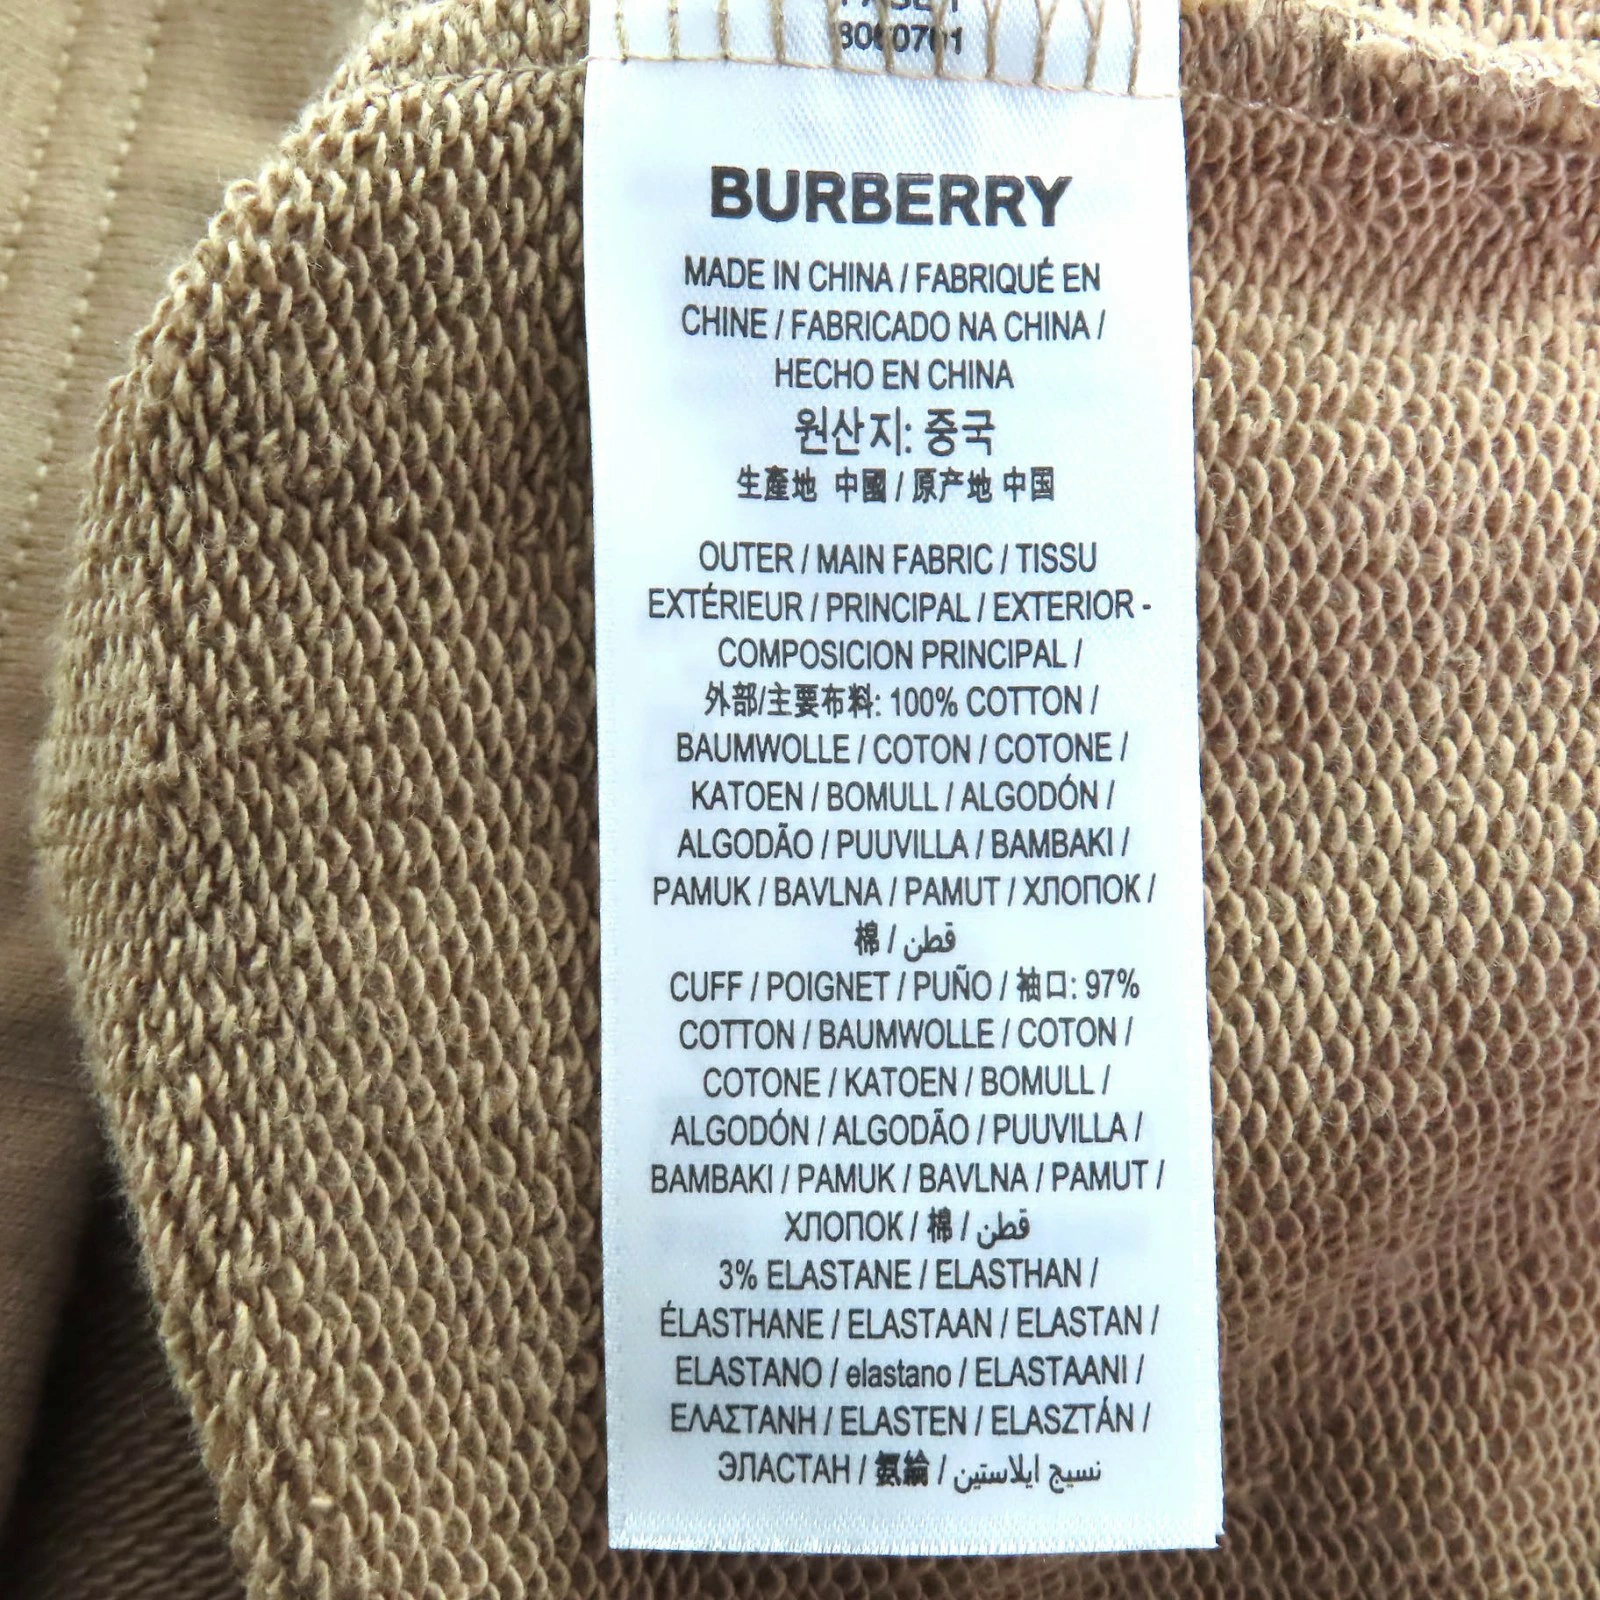 BURBERRY
MADE IN CHINA / FABRIQUÉ EN
CHINE / FABRICADO NA CHINA /
HECHO EN CHINA
원산지: 중국
生產地 中國 / 原产地 中国
OUTER / MAIN FABRIC / TISSU
EXTÉRIEUR / PRINCIPAL / EXTERIOR -
COMPOSICION PRINCIPAL /
外部/主要布料: 100% COTTON /
BAUMWOLLE / COTON / COTONE /
KATOEN / BOMULL / ALGODÓN /
ALGODÃO / PUUVILLA / BAMBAKI /
PAMUK / BAVLNA / PAMUT / ХЛОПОК /
棉 / قطن
CUFF / POIGNET / PUÑO / 袖口: 97%
COTTON / BAUMWOLLE / COTON /
COTONE / KATOEN / BOMULL /
ALGODÓN / ALGODÃO / PUUVILLA /
BAMBAKI / PAMUK / BAVLNA / PAMUT /
ХЛОПОК / 棉 / قطن
3% ELASTANE / ELASTHAN /
ÉLASTHANE / ELASTAAN / ELASTAN /
ELASTANO / elastano / ELASTAANI /
ΕΛΑΣΤΑΝΗ / ELASTEN / ELASZTÁN /
ЭЛАСТАН / 氨綸 / نسيج ايلاستين